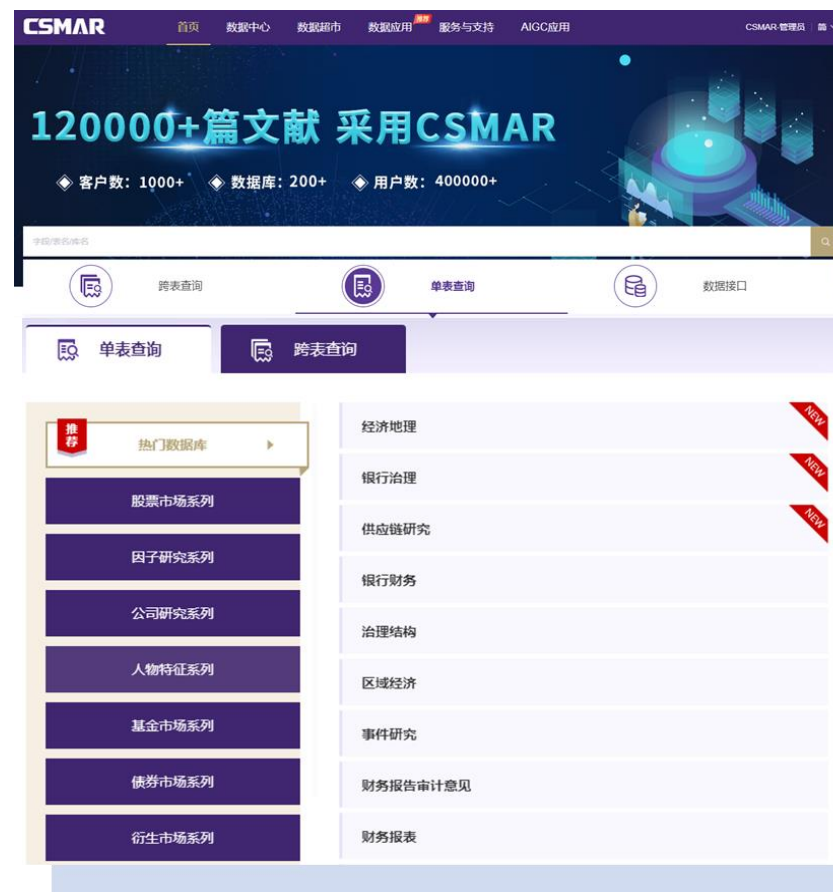 CSMAR 首页 数据中心 数据超市 数据应用 推荐 服务与支持 AIGC应用 CSMAR-管理员 简
120000+篇文献 采用CSMAR
客户数：1000+ 数据库：200+ 用户数：400000+
字段/表名/库名
跨表查询 单表查询 数据接口
单表查询 跨表查询
推荐 热门数据库
股票市场系列
因子研究系列
公司研究系列
人物特征系列
基金市场系列
债券市场系列
衍生市场系列
经济地理 NEW
银行治理 NEW
供应链研究 NEW
银行财务
治理结构
区域经济
事件研究
财务报告审计意见
财务报表